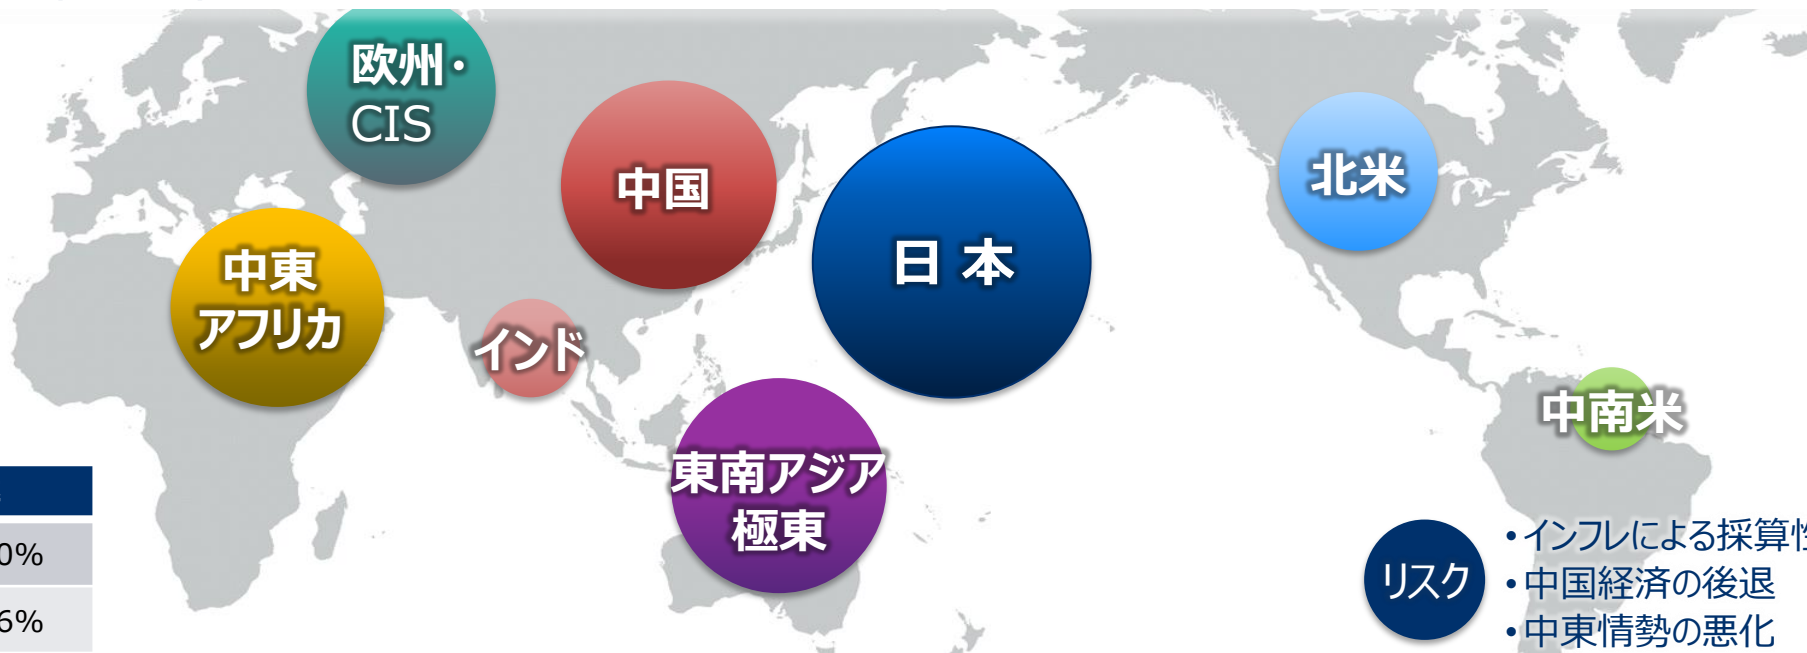 欧州・
CIS
中国
日 本
北米
中東
アフリカ
インド
中南米
東南アジア
極東
0%
6%
リスク
•インフレによる採算性
•中国経済の後退
•中東情勢の悪化